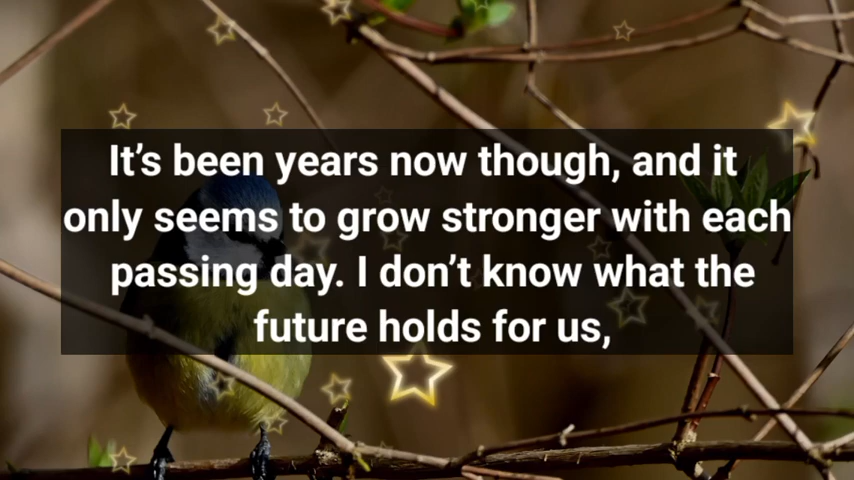 It’s been years now though, and it
only seems to grow stronger with each
passing day. I don’t know what the
future holds for us,